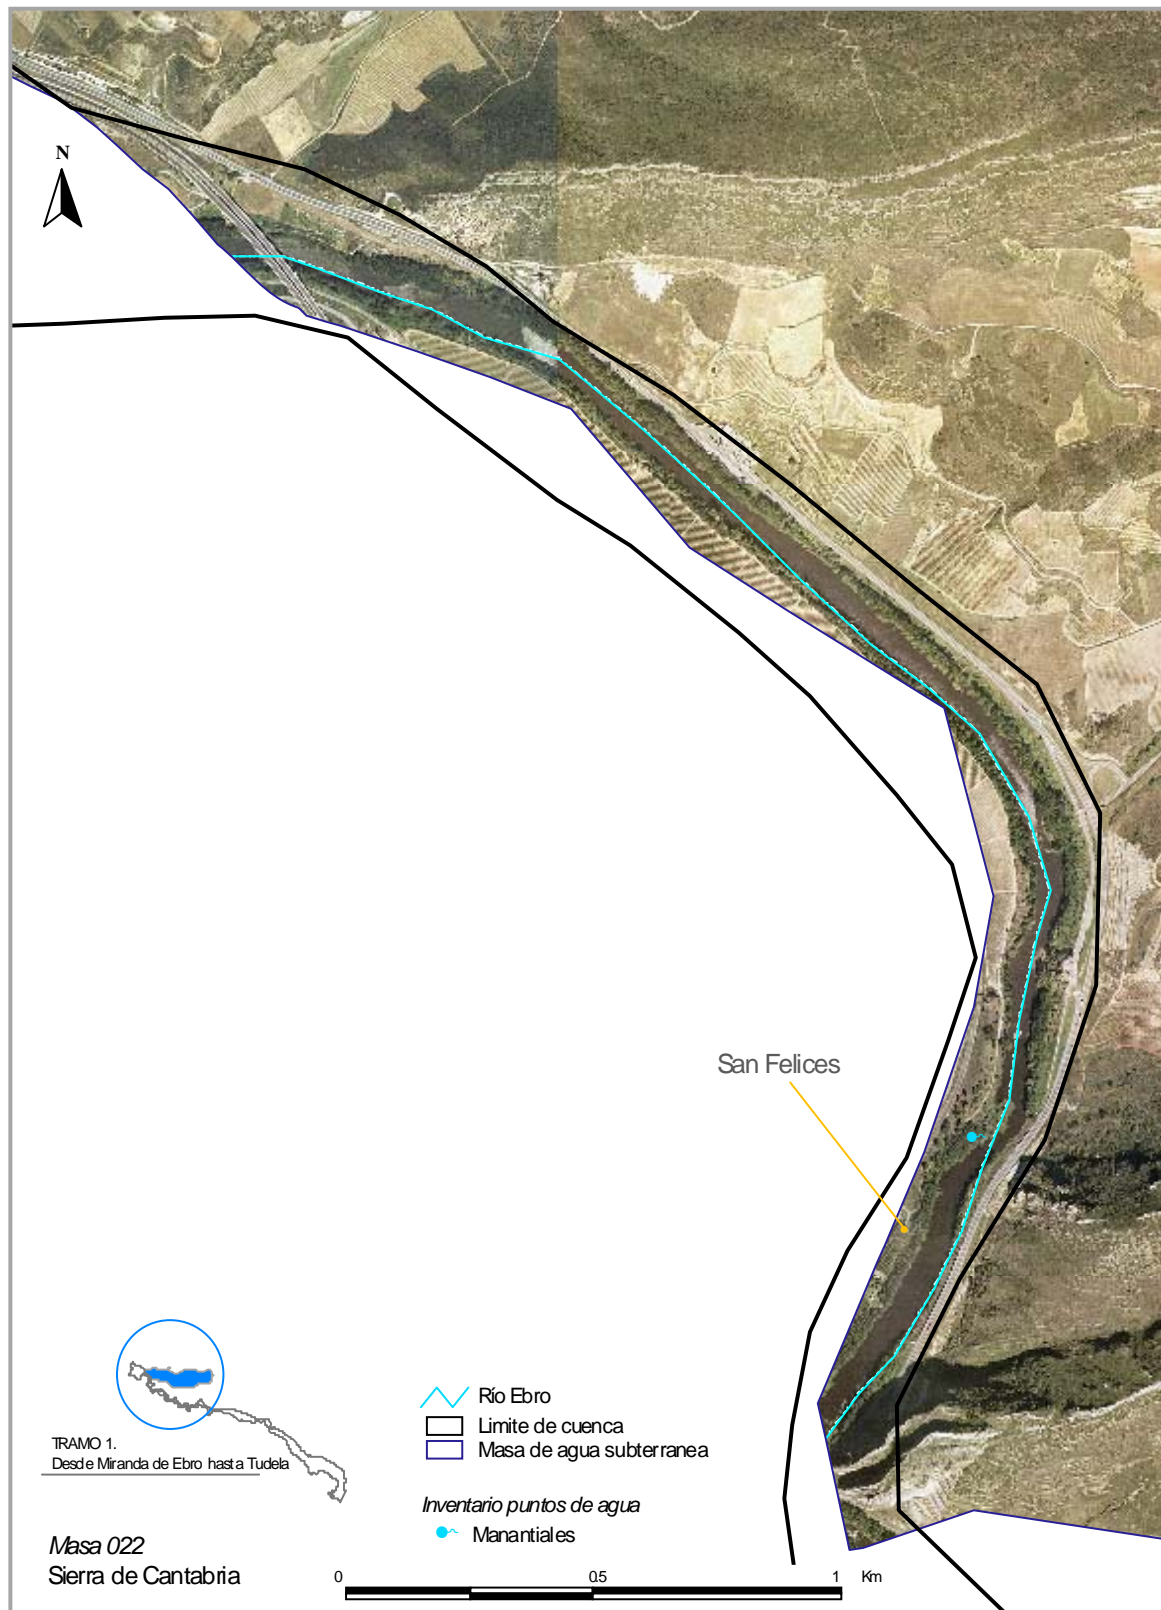 N
San Felices
TRAMO 1.
Desde Miranda de Ebro hasta Tudela
Río Ebro
Limite de cuenca
Masa de agua subterranea
Inventario puntos de agua
Manantiales
Masa 022
Sierra de Cantabria
0 0.5 1 Km